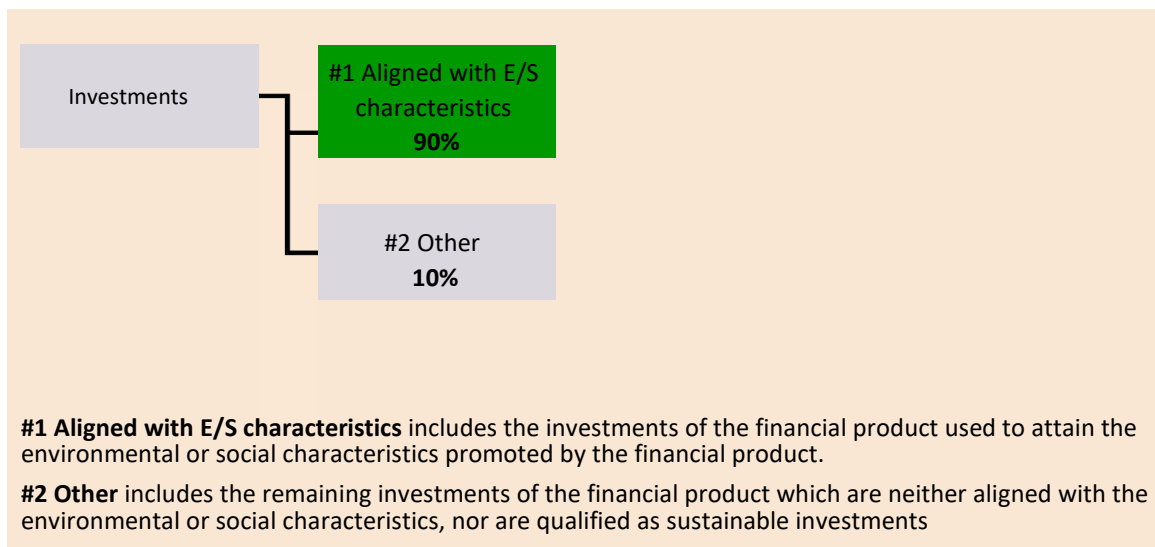 Investments
#1 Aligned with E/S
characteristics
90%
#2 Other
10%
#1 Aligned with E/S characteristics includes the investments of the financial product used to attain the
environmental or social characteristics promoted by the financial product.
#2 Other includes the remaining investments of the financial product which are neither aligned with the
environmental or social characteristics, nor are qualified as sustainable investments